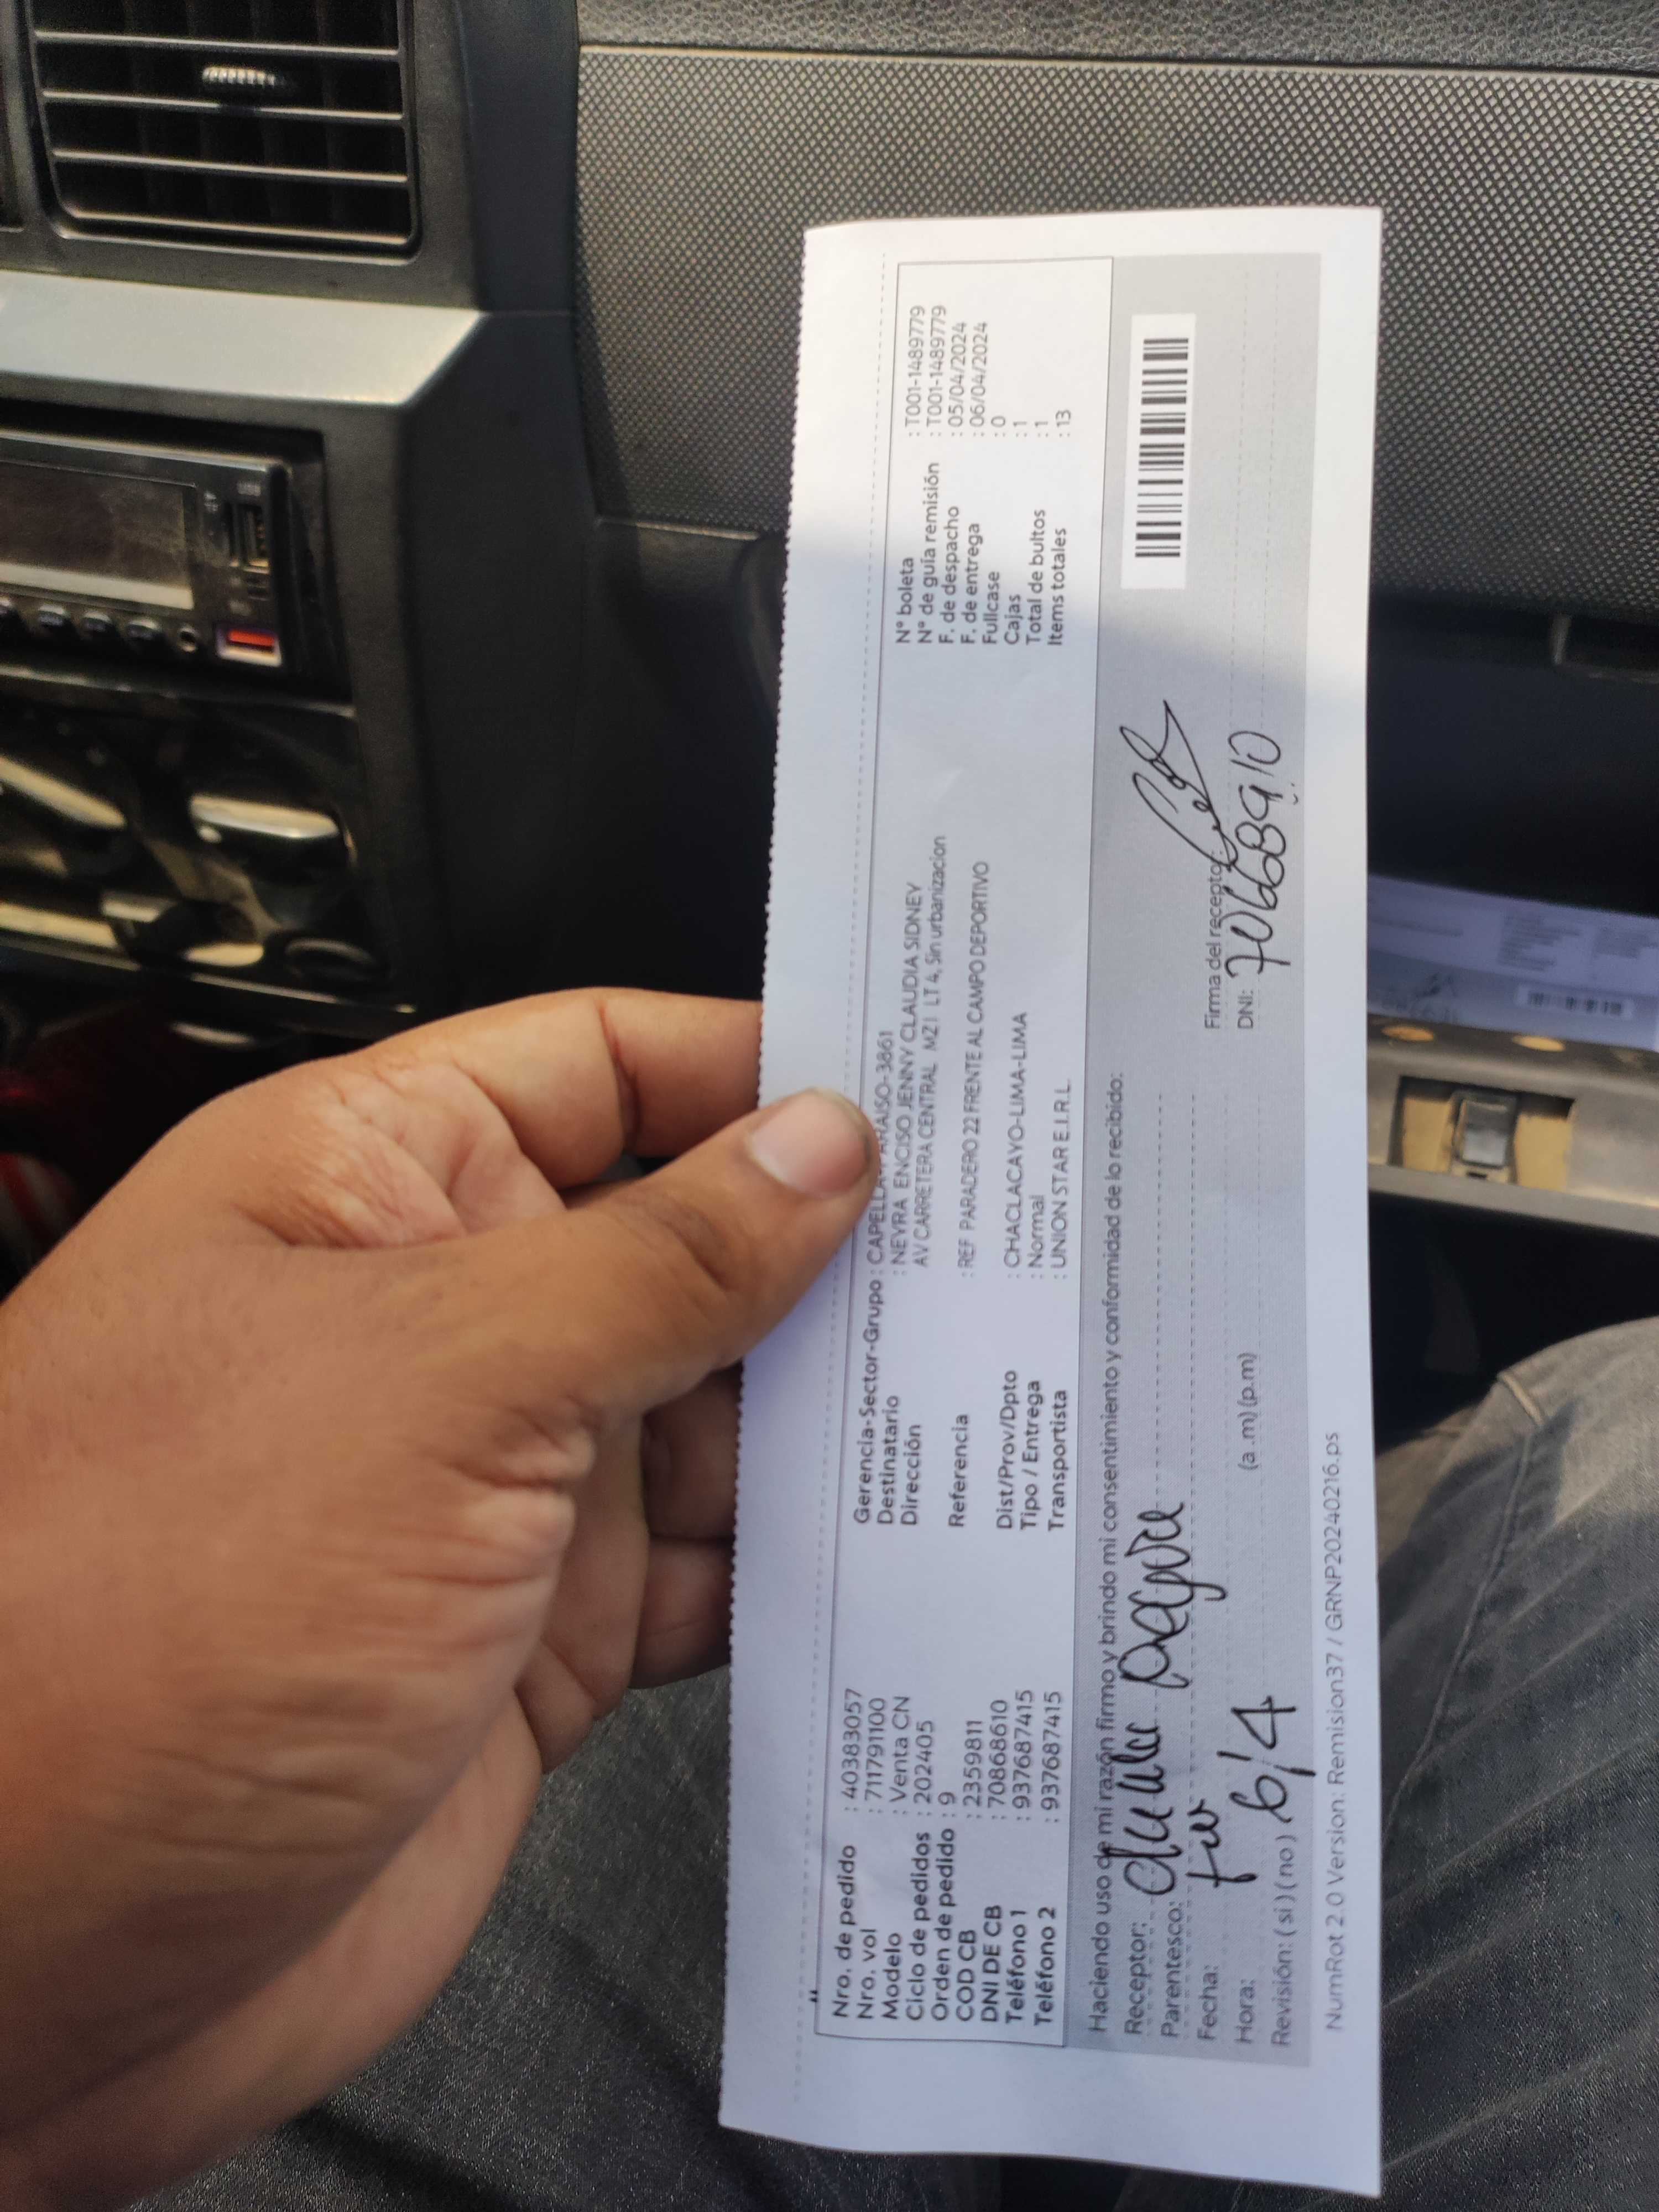 Nro. de pedido : 40383057
Nro. vol : 711791100
Modelo : Venta CN
Ciclo de pedidos : 202405
Orden de pedido : 9
COD CB : 2359811
DNI DE CB : 70868610
Teléfono 1 : 937687415
Teléfono 2 : 937687415
Gerencia-Sector-Grupo : -3861
Destinatario : NEYRA ENCISO JENNY CLAUDIA SIDNEY
Dirección AV CARRETERA CENTRAL MZ I LT 4, Sin urbanizacion
Referencia : REF PARADERO 22 FRENTE AL CAMPO DEPORTIVO
Dist/Prov/Dpto : CHACLACAYO-LIMA-LIMA
Tipo / Entrega : Normal
Transportista : UNION STAR E.I.R.L.
N° boleta : T001-1489779
N° de guía remisión : T001-1489779
F. de despacho : 05/04/2024
F. de entrega : 06/04/2024
Fullcase : 0
Cajas : 1
Total de bultos : 1
Items totales : 13
Haciendo uso de mi razón firmo y brindo mi consentimiento y conformidad de lo recibido:
Receptor:
Parentesco:
Fecha: 6/4
Hora: (a.m) (p.m)
Revisión: ( si ) ( no )
Firma del receptor:
DNI:
NumRot 2.0 Version: Remision37 / GRNP20240216.ps
USB